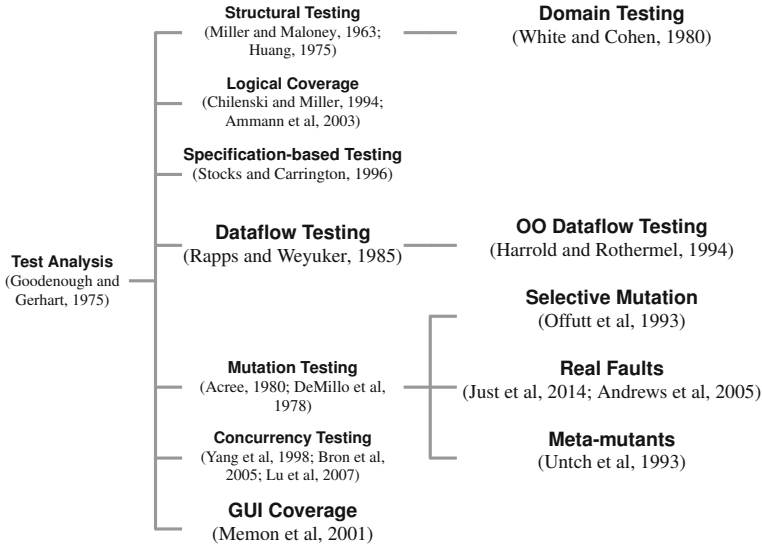 Test Analysis
(Goodenough and
Gerhart, 1975)
Structural Testing
(Miller and Maloney, 1963;
Huang, 1975)
Domain Testing
(White and Cohen, 1980)
Logical Coverage
(Chilenski and Miller, 1994;
Ammann et al, 2003)
Specification-based Testing
(Stocks and Carrington, 1996)
Dataflow Testing
(Rapps and Weyuker, 1985)
OO Dataflow Testing
(Harrold and Rothermel, 1994)
Mutation Testing
(Acree, 1980; DeMillo et al,
1978)
Selective Mutation
(Offutt et al, 1993)
Real Faults
(Just et al, 2014; Andrews et al, 2005)
Meta-mutants
(Untch et al, 1993)
Concurrency Testing
(Yang et al, 1998; Bron et al,
2005; Lu et al, 2007)
GUI Coverage
(Memon et al, 2001)